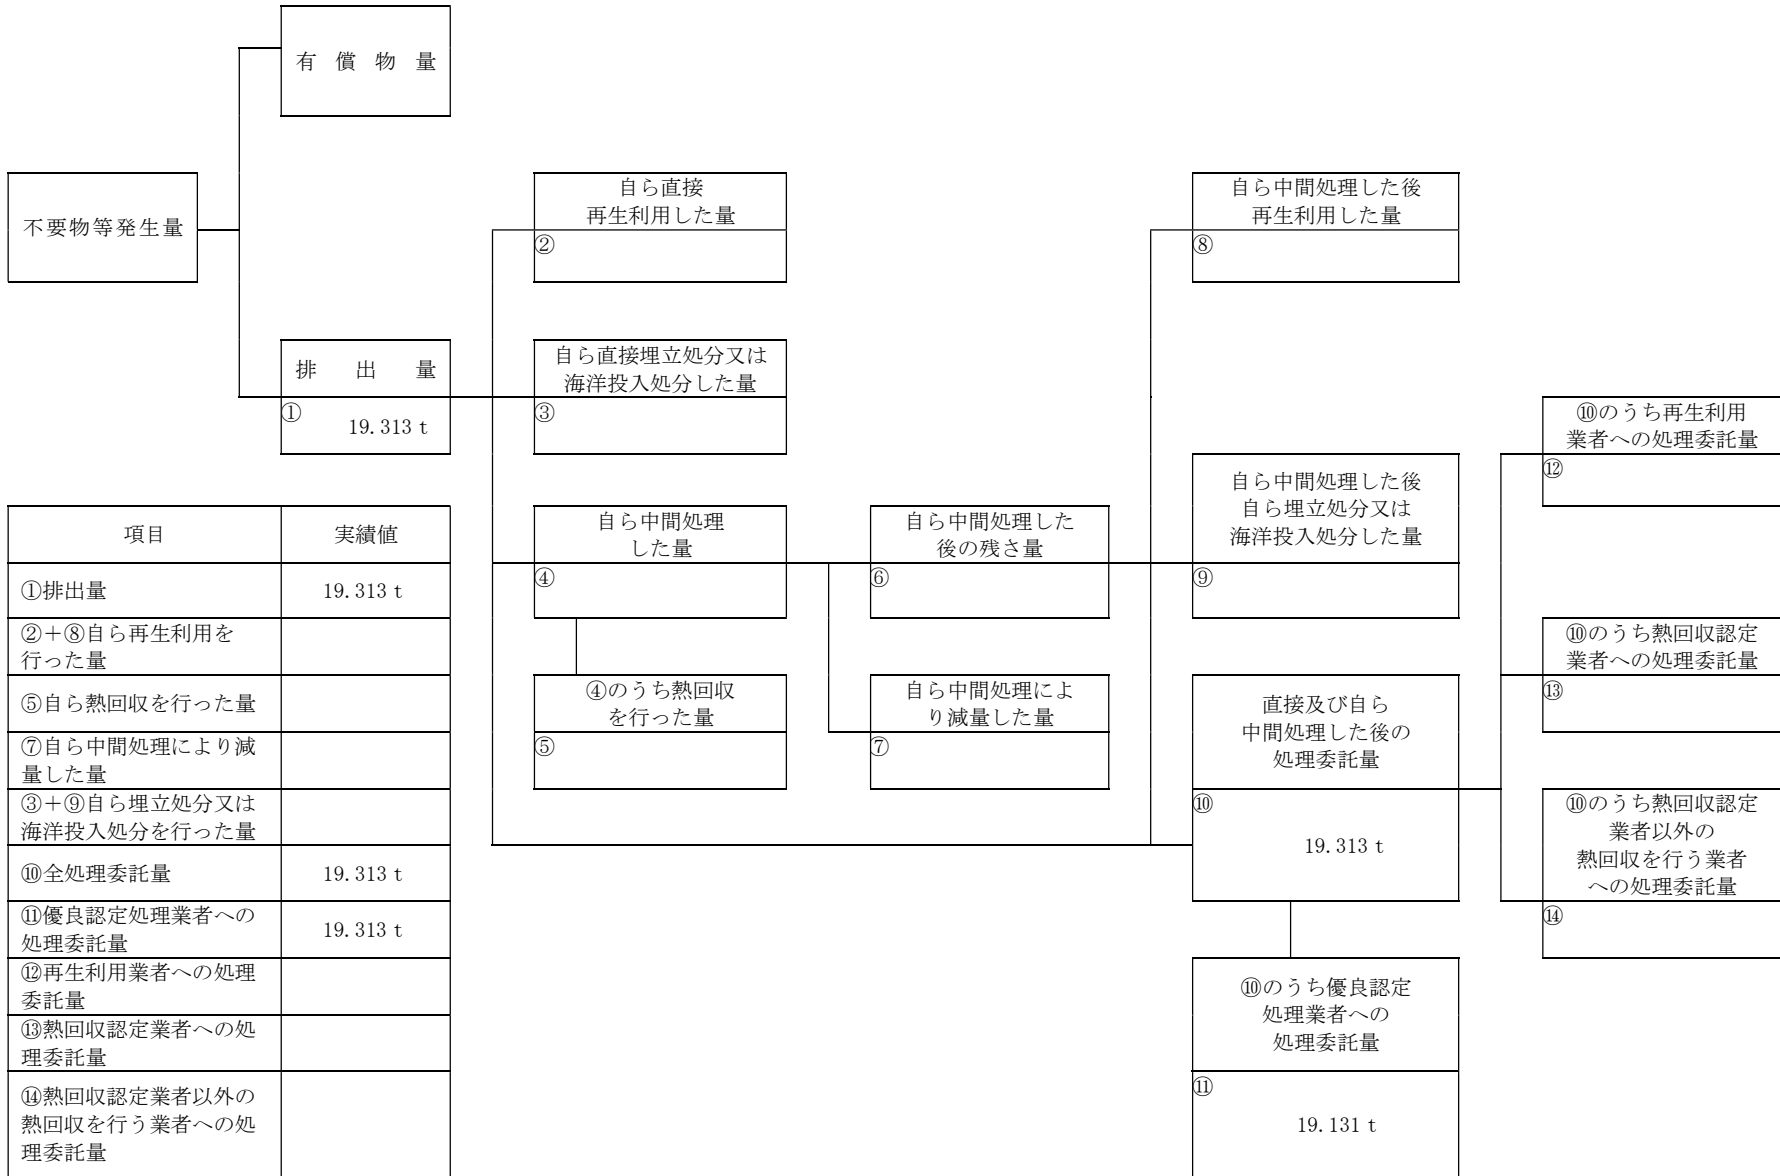 有償物量
不要物等発生量
自ら直接
再生利用した量
②
自ら中間処理した後
再生利用した量
⑧
排出量
①
19.313 t
自ら直接埋立処分又は
海洋投入処分した量
③
⑩のうち再生利用
業者への処理委託量
⑫
自ら中間処理
した量
④
自ら中間処理した
後の残さ量
⑥
自ら中間処理した後
自ら埋立処分又は
海洋投入処分した量
⑨
⑩のうち熱回収認定
業者への処理委託量
⑬
④のうち熱回収
を行った量
⑤
自ら中間処理によ
り減量した量
⑦
直接及び自ら
中間処理した後の
処理委託量
⑩
19.313 t
⑩のうち熱回収認定
業者以外の
熱回収を行う業者
への処理委託量
⑭
⑩のうち優良認定
処理業者への
処理委託量
⑪
19.131 t
項目
実績値
①排出量
19.313 t
②＋⑧自ら再生利用を
行った量
⑤自ら熱回収を行った量
⑦自ら中間処理により減
量した量
③＋⑨自ら埋立処分又は
海洋投入処分を行った量
⑩全処理委託量
19.313 t
⑪優良認定処理業者への
処理委託量
19.313 t
⑫再生利用業者への処理
委託量
⑬熱回収認定業者への処
理委託量
⑭熱回収認定業者以外の
熱回収を行う業者への処
理委託量